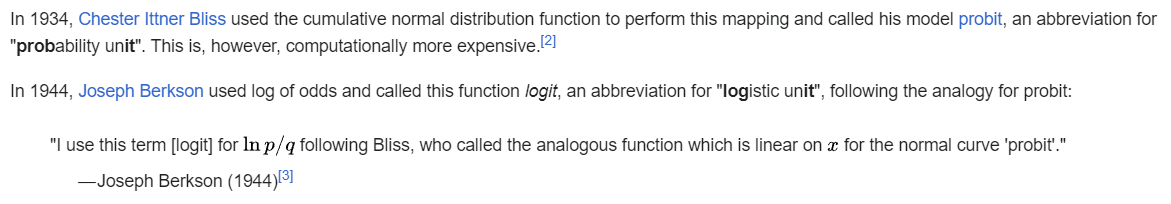 In 1934, Chester Ittner Bliss used the cumulative normal distribution function to perform this mapping and called his model probit, an abbreviation for
"probability unit". This is, however, computationally more expensive.[2]
In 1944, Joseph Berkson used log of odds and called this function logit, an abbreviation for "logistic unit", following the analogy for probit:
"I use this term [logit] for ln p/q following Bliss, who called the analogous function which is linear on x for the normal curve 'probit'."
—Joseph Berkson (1944)[3]